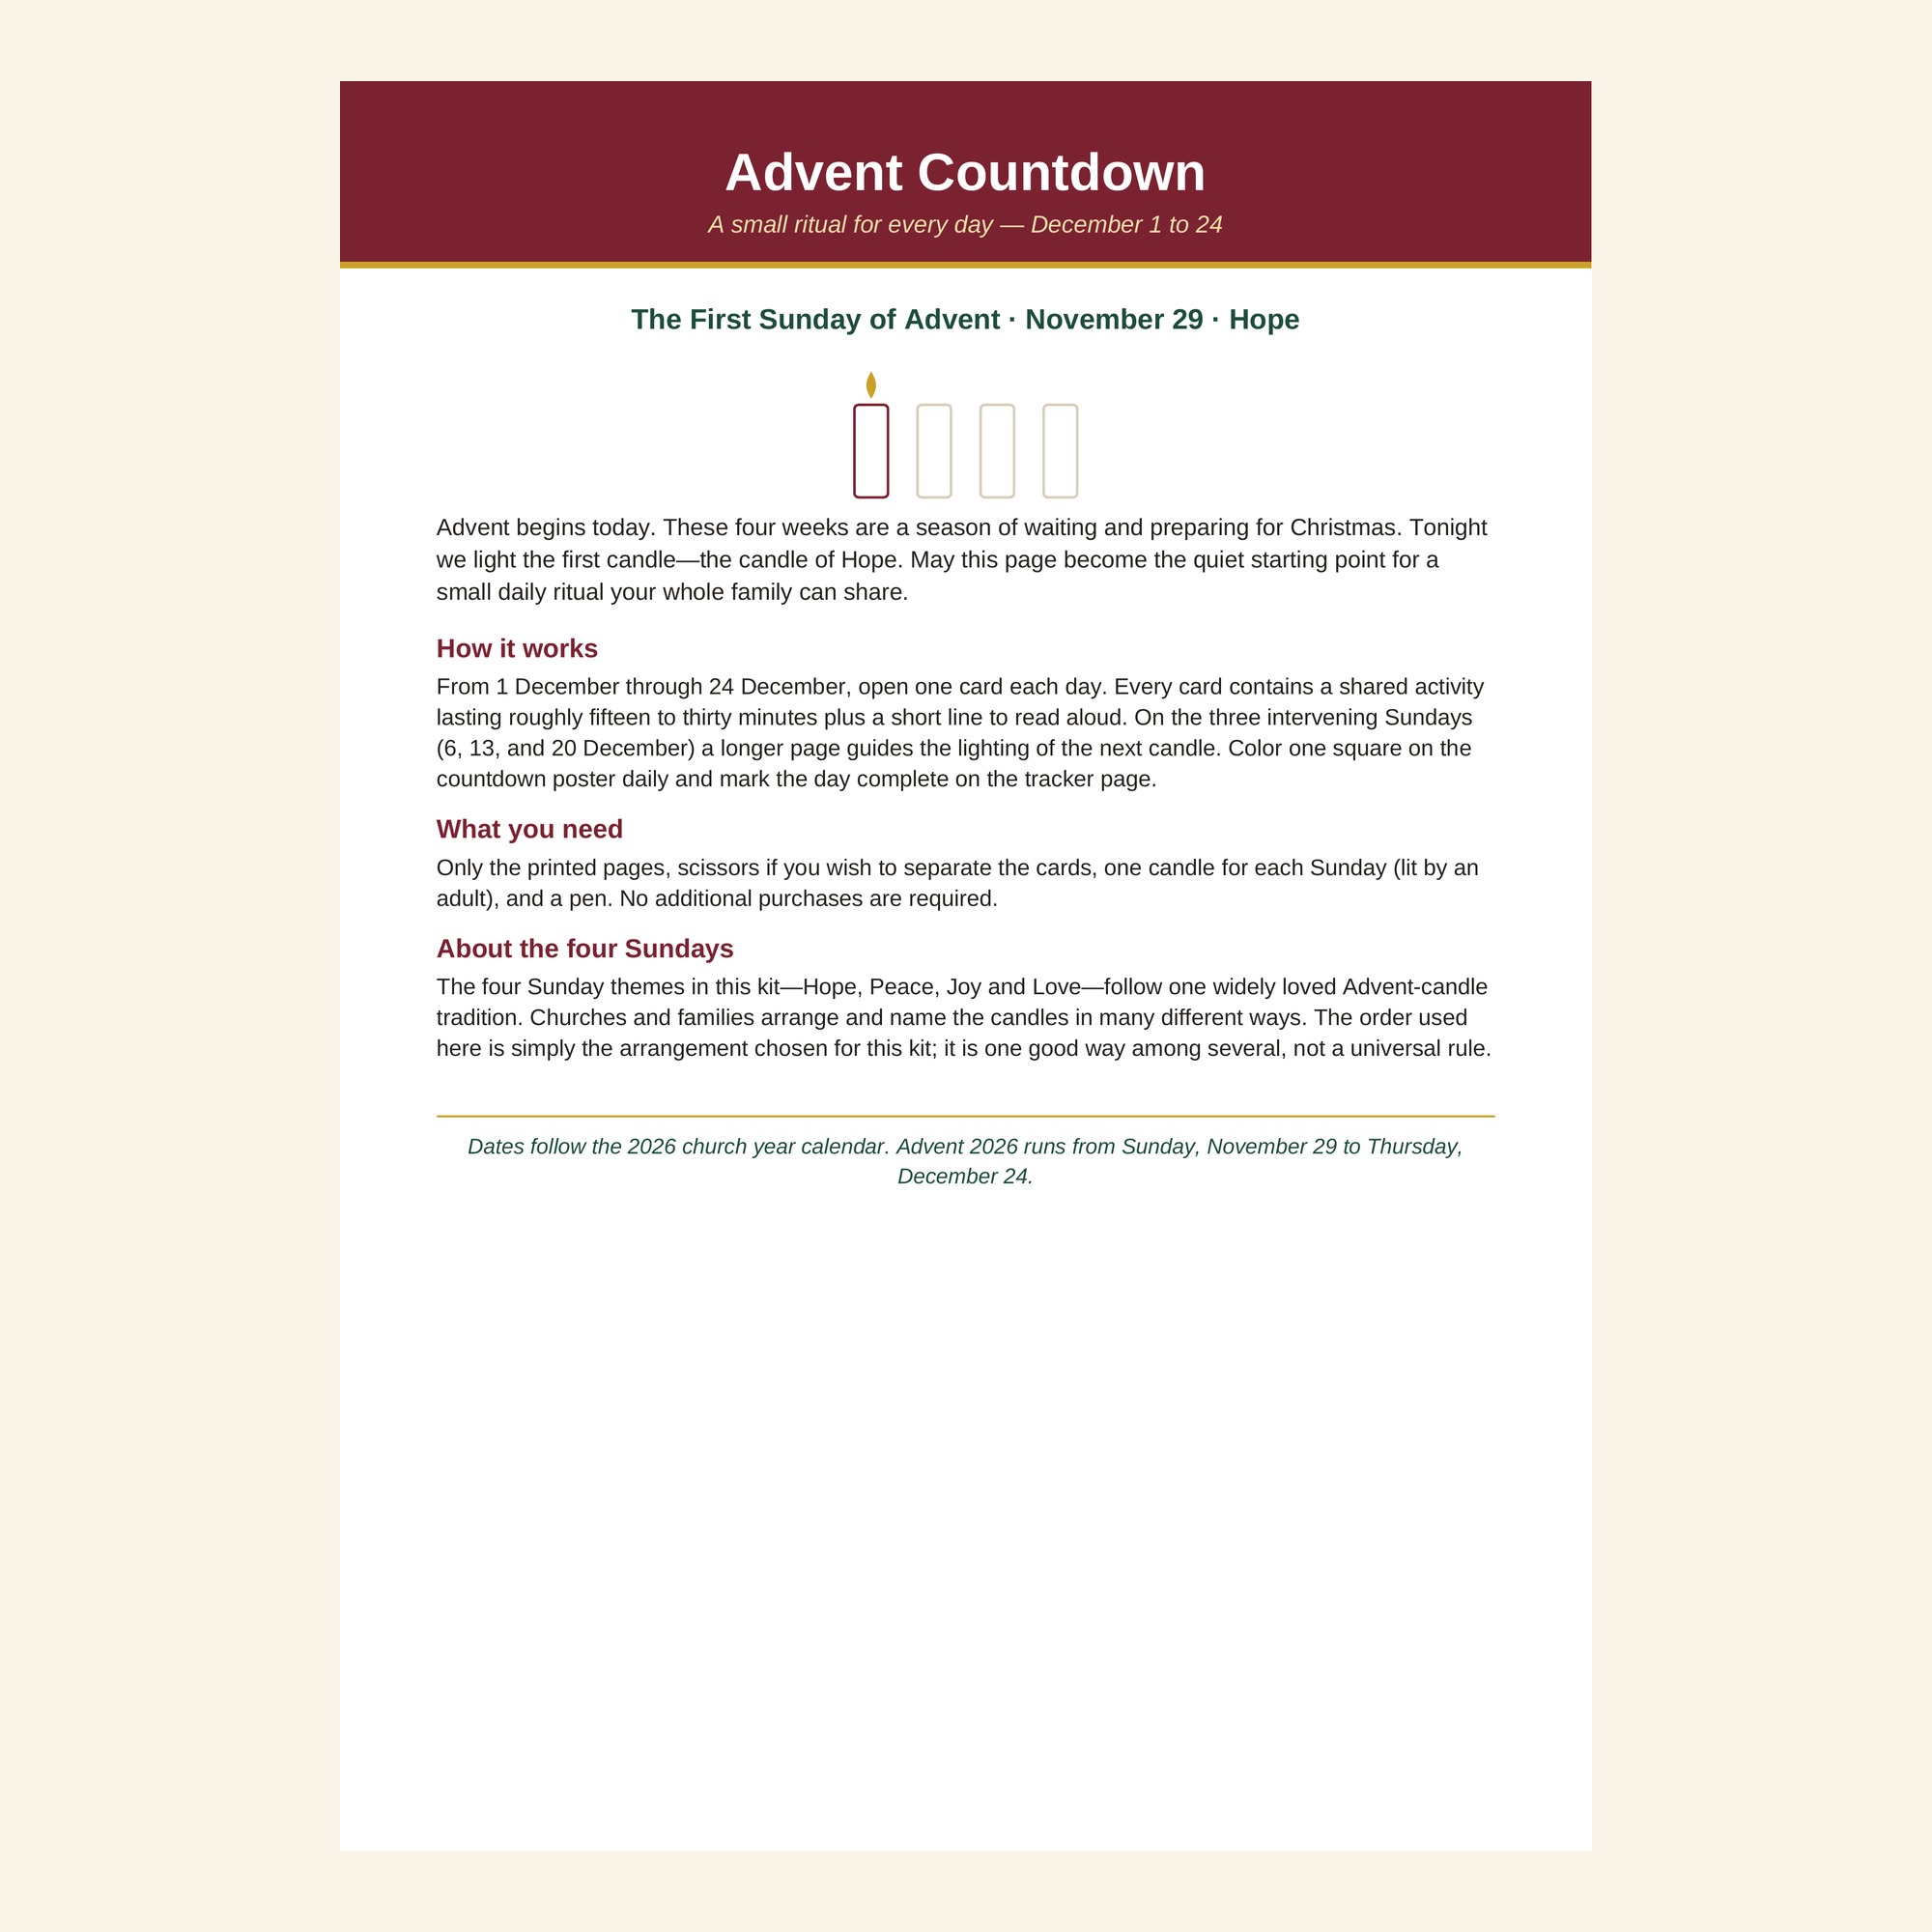 Advent Countdown
A small ritual for every day — December 1 to 24
The First Sunday of Advent · November 29 · Hope
Advent begins today. These four weeks are a season of waiting and preparing for Christmas. Tonight
we light the first candle—the candle of Hope. May this page become the quiet starting point for a
small daily ritual your whole family can share.
How it works
From 1 December through 24 December, open one card each day. Every card contains a shared activity
lasting roughly fifteen to thirty minutes plus a short line to read aloud. On the three intervening Sundays
(6, 13, and 20 December) a longer page guides the lighting of the next candle. Color one square on the
countdown poster daily and mark the day complete on the tracker page.
What you need
Only the printed pages, scissors if you wish to separate the cards, one candle for each Sunday (lit by an
adult), and a pen. No additional purchases are required.
About the four Sundays
The four Sunday themes in this kit—Hope, Peace, Joy and Love—follow one widely loved Advent-candle
tradition. Churches and families arrange and name the candles in many different ways. The order used
here is simply the arrangement chosen for this kit; it is one good way among several, not a universal rule.
Dates follow the 2026 church year calendar. Advent 2026 runs from Sunday, November 29 to Thursday,
December 24.